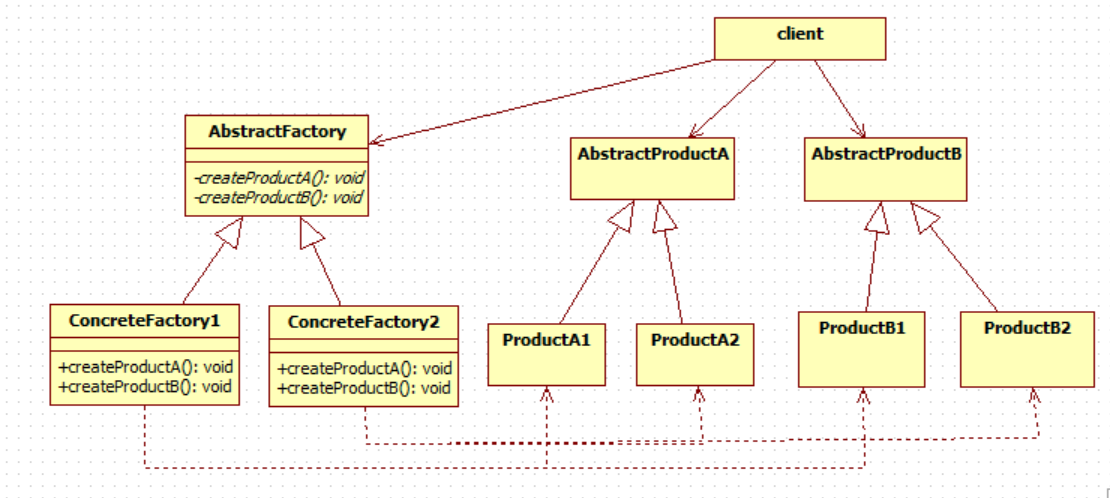 client
AbstractFactory
-createProductA(): void
-createProductB(): void
AbstractProductA
AbstractProductB
ConcreteFactory1
+createProductA(): void
+createProductB(): void
ConcreteFactory2
+createProductA(): void
+createProductB(): void
ProductA1
ProductA2
ProductB1
ProductB2